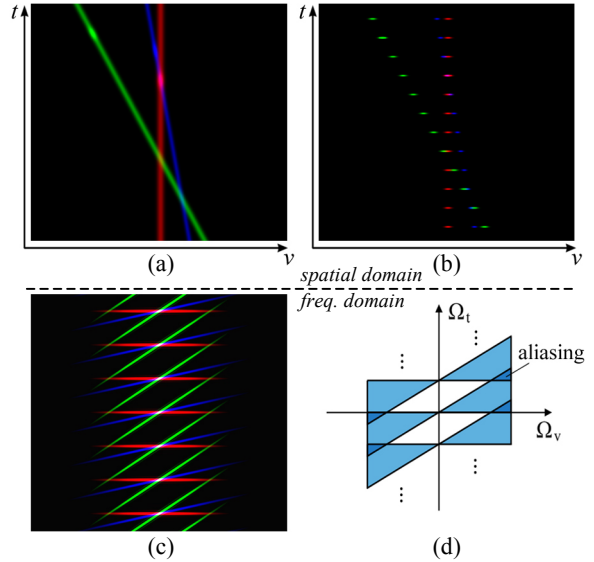 t
v
(a)
t
v
(b)
spatial domain
freq. domain
(c)
Ωt
aliasing
Ωv
(d)